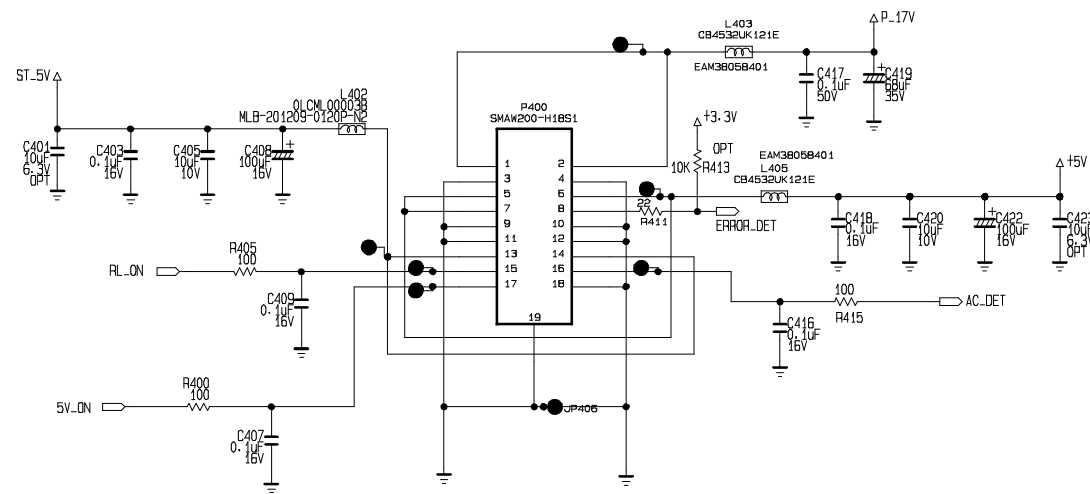 L403
CB4532UK121E
EAM38058401
P_17V
C417
0.1uF
50V
C419
68uF
35V
ST_5V
L402
0LCML00003B
MLB-201209-0120P-N2
C401
10uF
6.3V
OPT
C403
0.1uF
16V
C405
10uF
10V
C408
100uF
16V
P400
SMAW200-H18S1
1
2
3
4
5
6
7
8
9
10
11
12
13
14
15
16
17
18
19
+3.3V
OPT
10K
R413
22
R411
ERROR_DET
EAM38058401
L405
CB4532UK121E
+5V
C418
0.1uF
16V
C420
10uF
10V
C422
100uF
16V
10uF
6.3V
OPT
RL_ON
R405
100
C409
0.1uF
16V
100
R415
AC_DET
C416
0.1uF
16V
5V_ON
R400
100
C407
0.1uF
16V
JP406